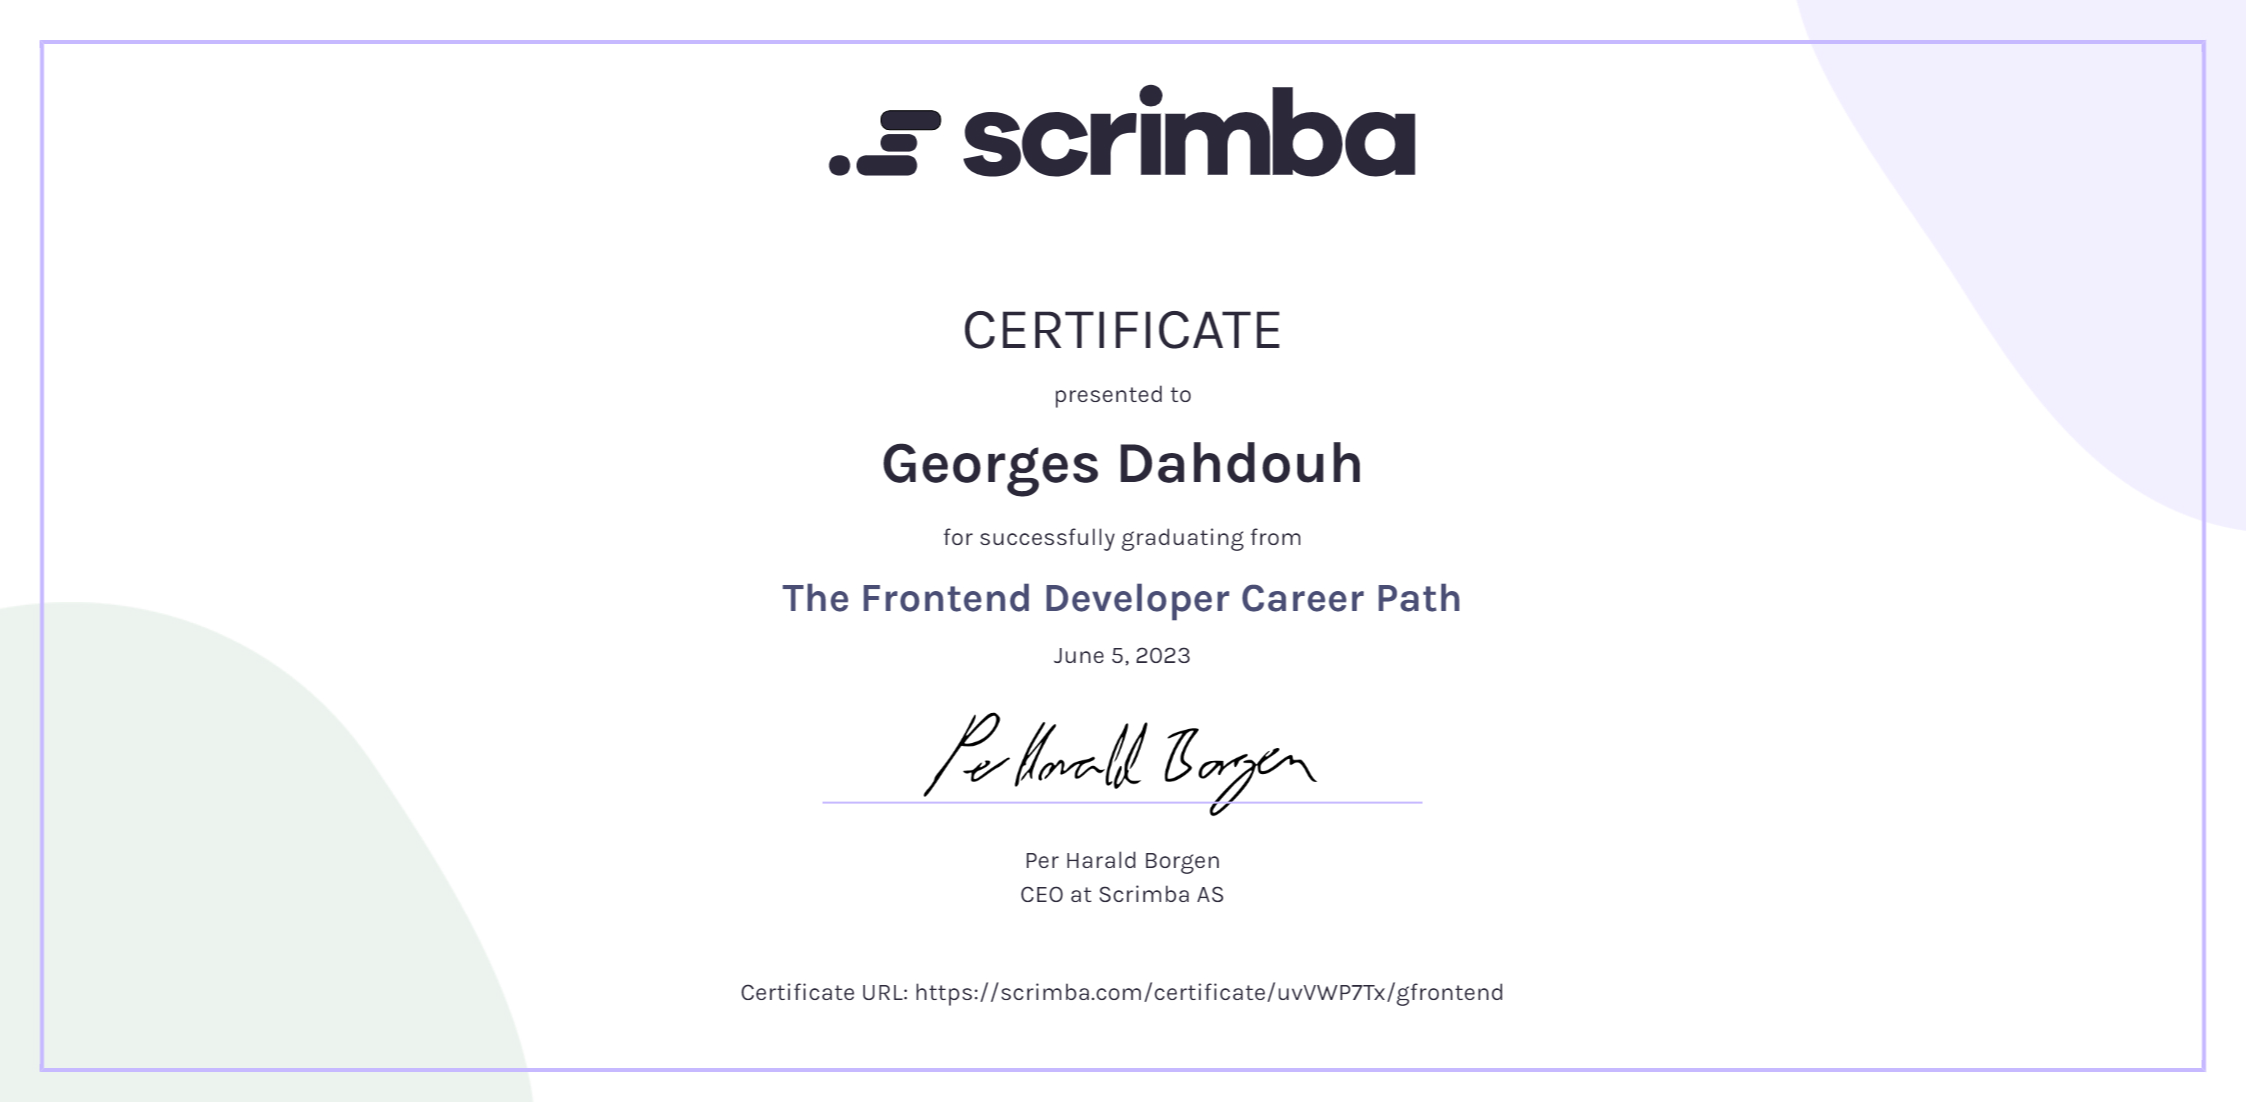 scrimba
CERTIFICATE
presented to
Georges Dahdouh
for successfully graduating from
The Frontend Developer Career Path
June 5, 2023
Per Harald Borgen
Per Harald Borgen
CEO at Scrimba AS
Certificate URL: https://scrimba.com/certificate/uvVWP7Tx/gfrontend